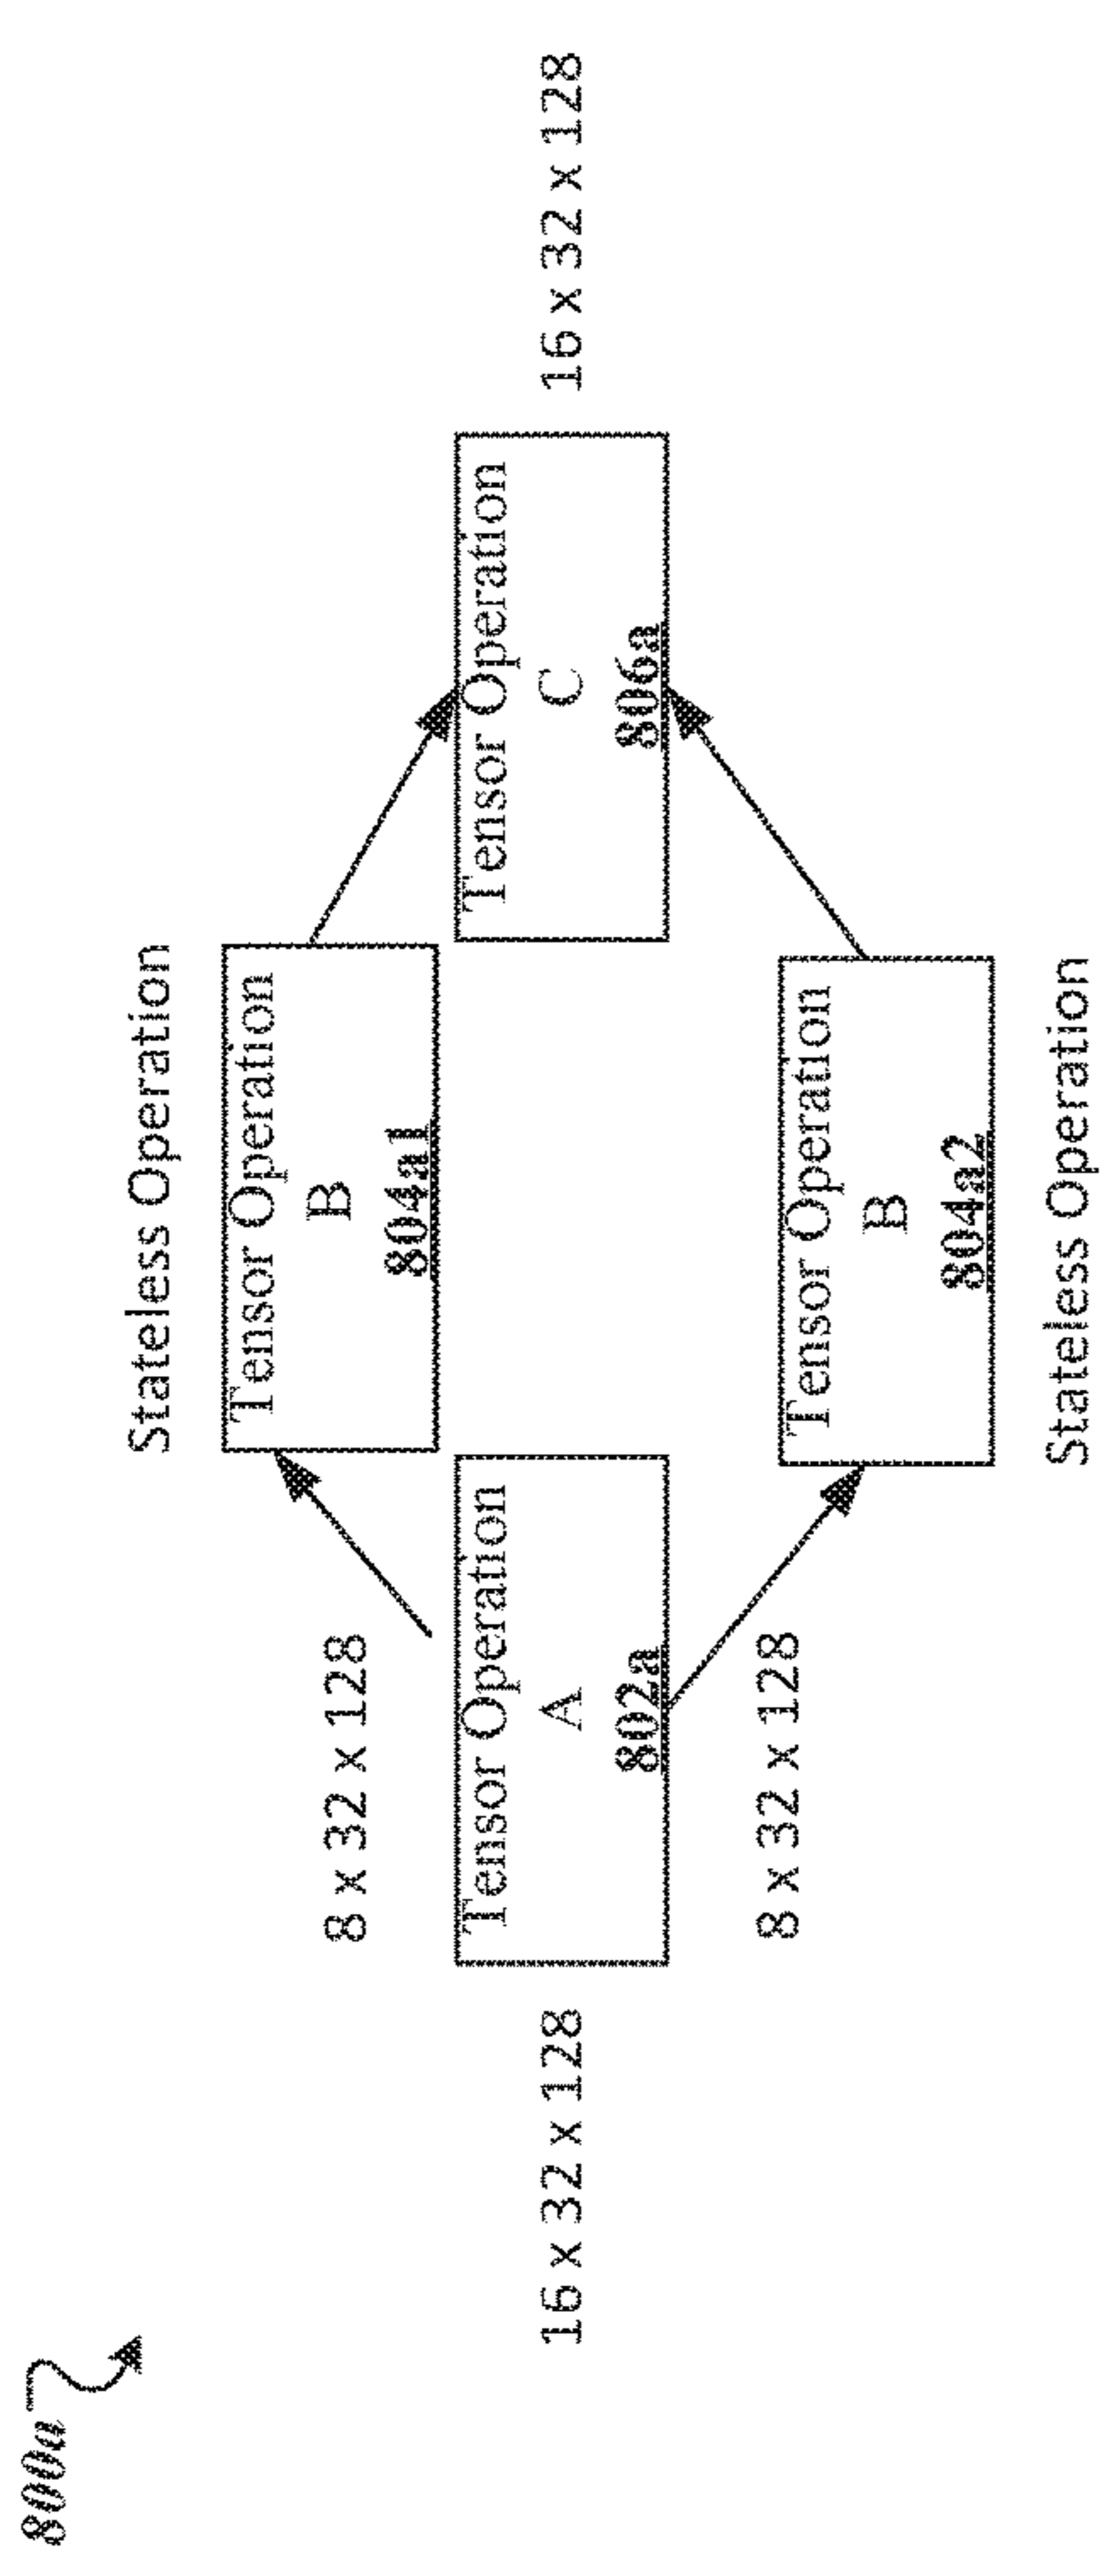 800a
Stateless Operation
Tensor Operation
B
804a1
8 x 32 x 128
16 x 32 x 128
Tensor Operation
A
802a
Tensor Operation
C
806a
16 x 32 x 128
8 x 32 x 128
Tensor Operation
B
804a2
Stateless Operation